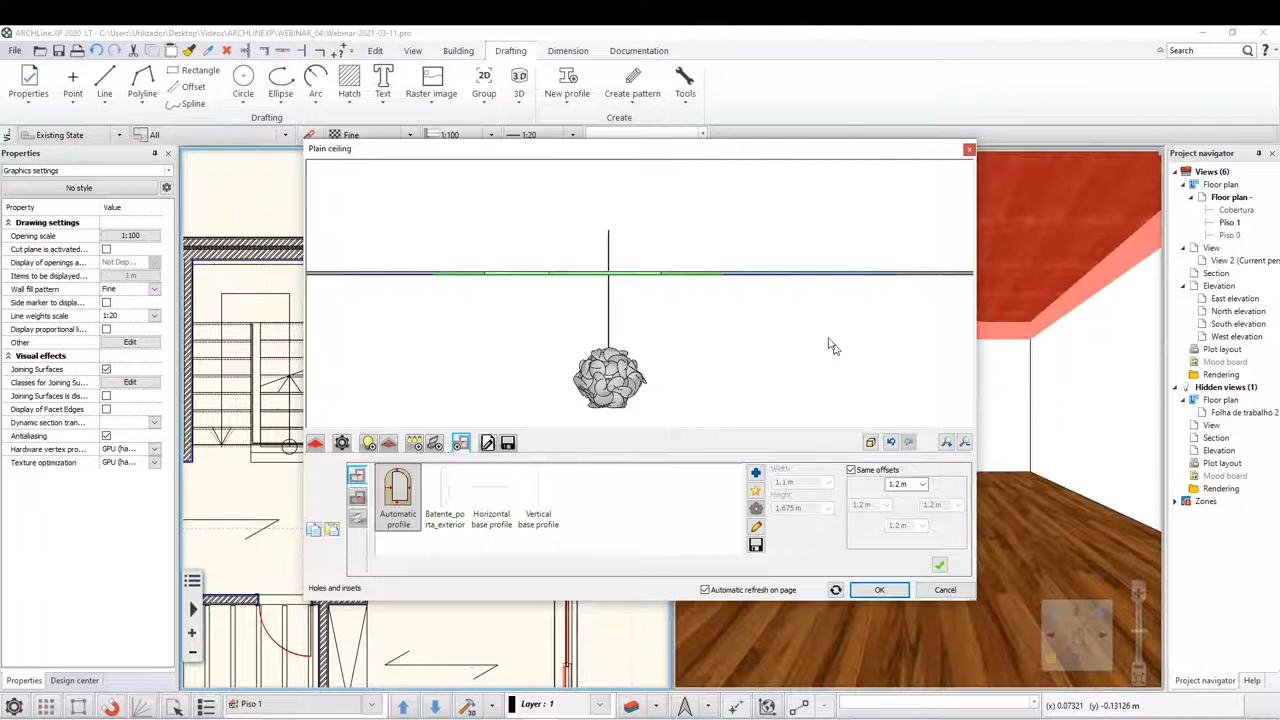 ARCHLine.XP 2020 LT - C:\Users\Utilizador\Desktop\Videos\ARCHLINEXP\WEBINAR_04\Webinar-2021-03-11.pro
File
Edit
View
Building
Drafting
Dimension
Documentation
Search
Properties
Point
Line
Polyline
Rectangle
Offset
Spline
Circle
Ellipse
Arc
Hatch
Text
Raster image
2D
Group
3D
3D
New profile
Create pattern
Tools
Drafting
Create
Existing State
All
Fine
1:100
1:20
Properties
Graphics settings
No style
Property Value
Drawing settings
Opening scale 1:100
Cut plane is activated...
Display of openings a... Not Disp...
Items to be displayed... 1 m
Wall fill pattern Fine
Side marker to displa...
Line weights scale 1:20
Display proportional li...
Other Edit
Visual effects
Joining Surfaces
Classes for Joining Su... Edit
Joining Surfaces is dis...
Display of Facet Edges
Dynamic section tran...
Antialiasing
Hardware vertex proc... GPU (ha...
Texture optimization GPU (ha...
Plain ceiling
Automatic profile
Batente_po
rta_exterior
Horizontal
base profile
Vertical
base profile
Width
1.1 m
Height
1.675 m
Same offsets
1.2 m
1.2 m
1.2 m
1.2 m
Holes and insets
Automatic refresh on page
OK
Cancel
Project navigator
Views (6)
Floor plan
Floor plan -
Cobertura
Piso 1
Piso 0
View
View 2 (Current per
Section
Elevation
East elevation
North elevation
South elevation
West elevation
Plot layout
Mood board
Rendering
Hidden views (1)
Floor plan
Folha de trabalho 2
View
Section
Elevation
Plot layout
Mood board
Rendering
Zones
Properties
Design center
Project navigator
Help
Piso 1
Layer : 1
(x) 0.07321 (y) -0.13126 m